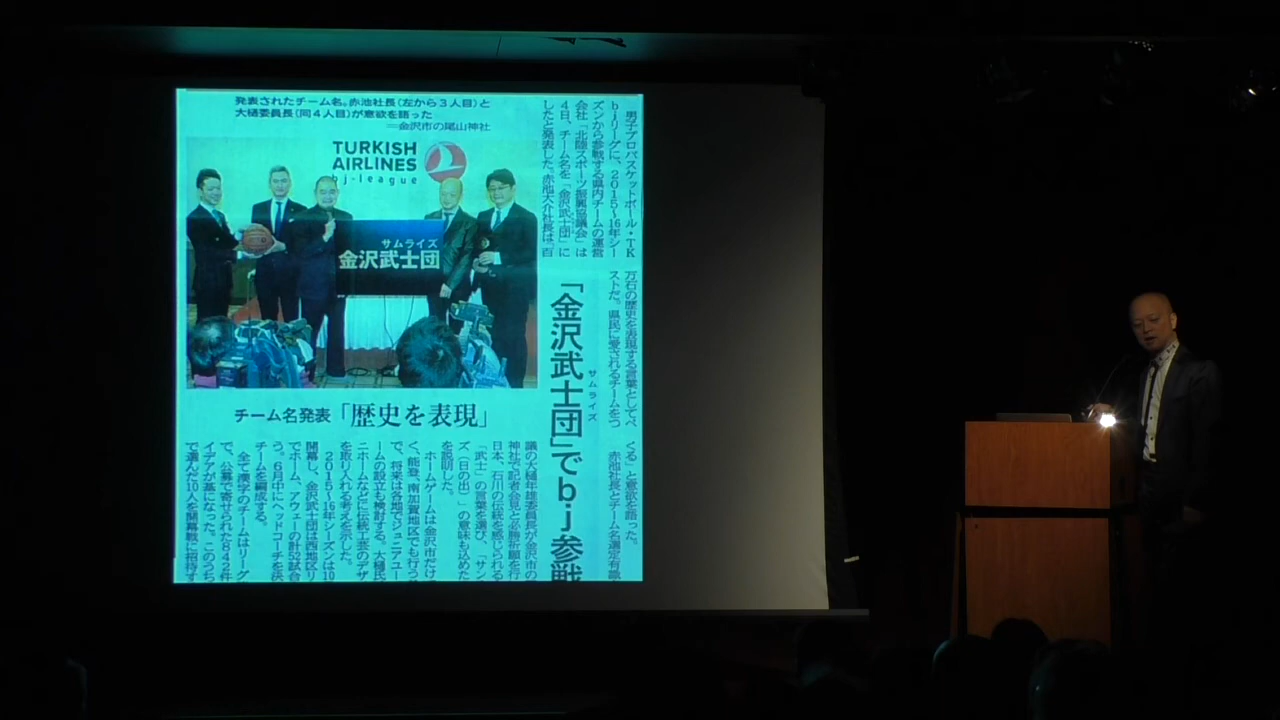 発表されたチーム名。赤池社長(左から3人目)と
大樋委員長(同4人目)が意欲を語った
=金沢市の尾山神社
TURKISH
AIRLINES
bj-league
サムライズ
金沢武士団
「金沢武士団」でbj参戦
サムライズ
チーム名発表「歴史を表現」
男子プロバスケットボール・TK
bjリーグに、2015~16年シー
ズンから参戦する県内チームの運営
会社「北陸スポーツ振興協議会」は
4日、チーム名を「金沢武士団」に
したと発表した。赤池大介社長は「百
万石の歴史を表現する言葉としてベ
ストだ。県民に愛されるチームをつ
くる」と意欲を語った。
赤池社長とチーム名選定有識
議の大樋年雄委員長が金沢市の
神社で記者会見と必勝祈願を行
日本、石川の伝統を感じられる
「武士」の言葉を選び、「サン
ズ(日の出)」の意味も込めた
を説明した。
ホームゲームは金沢市だけ
く、能登、南加賀地区でも行う
で、将来は各地でジュニアユー
ームの設立も検討する。大樋氏
ニホームなどに伝統工芸のデザ
を取り入れる考えを示した。
2015~16年シーズンは10
開幕し、金沢武士団は西地区リ
でホーム、アウェーの計52試合
う。6月中にヘッドコーチを決
チームを編成する。
全て漢字のチームはリーグ
で、公募で寄せられた842件
イデアが基になった。このうち
で選んだ10人を開幕戦に招待す